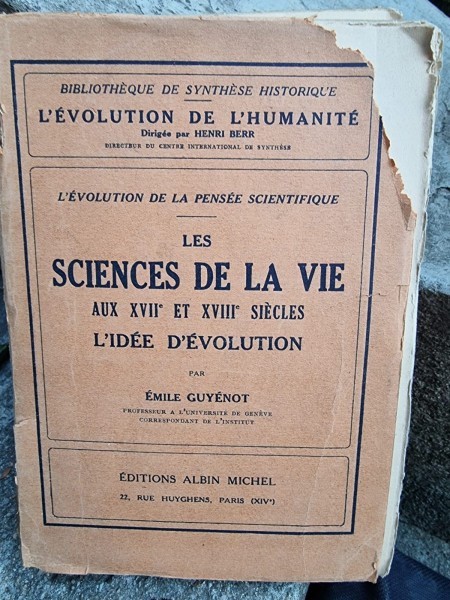 BIBLIOTHÈQUE DE SYNTHÈSE HISTORIQUE
L'ÉVOLUTION DE L'HUMANITÉ
Dirigée par HENRI BERR
DIRECTEUR DU CENTRE INTERNATIONAL DE SYNTHÈSE
L'ÉVOLUTION DE LA PENSÉE SCIENTIFIQUE
LES
SCIENCES DE LA VIE
AUX XVIIe ET XVIIIe SIÈCLES
L'IDÉE D'ÉVOLUTION
PAR
ÉMILE GUYÉNOT
PROFESSEUR A L'UNIVERSITÉ DE GENÈVE
CORRESPONDANT DE L'INSTITUT
ÉDITIONS ALBIN MICHEL
22, RUE HUYGHENS, PARIS (XIVe)